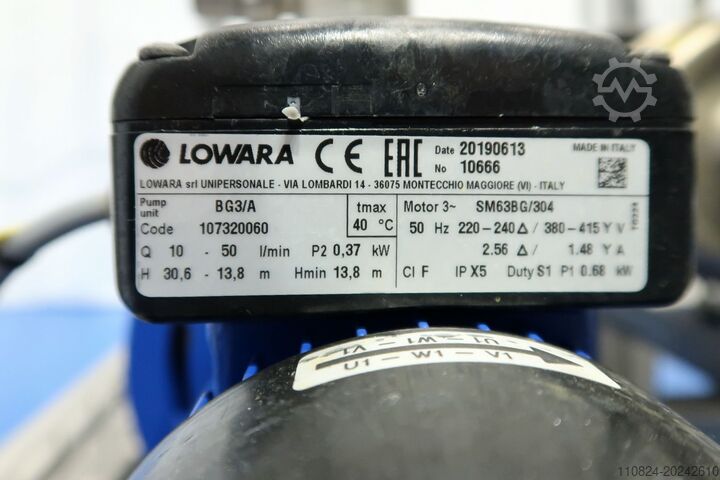 LOWARA CE EAC Date 20190613 MADE IN ITALY
No 10666
LOWARA srl UNIPERSONALE - VIA LOMBARDI 14 - 36075 MONTECCHIO MAGGIORE (VI) - ITALY
Pump unit BG3/A
Code 107320060
tmax
40 °C
Q 10 - 50 l/min P2 0,37 kW
H 30,6 - 13,8 m Hmin 13,8 m
Motor 3~ SM63BG/304
50 Hz 220-240 Δ / 380-415 Y V
2.56 Δ / 1.48 Y A
Cl F IP X5 Duty S1 P1 0.68 kW
U1 - W1 - V1
U1 - W1 - V1
110824-20242610